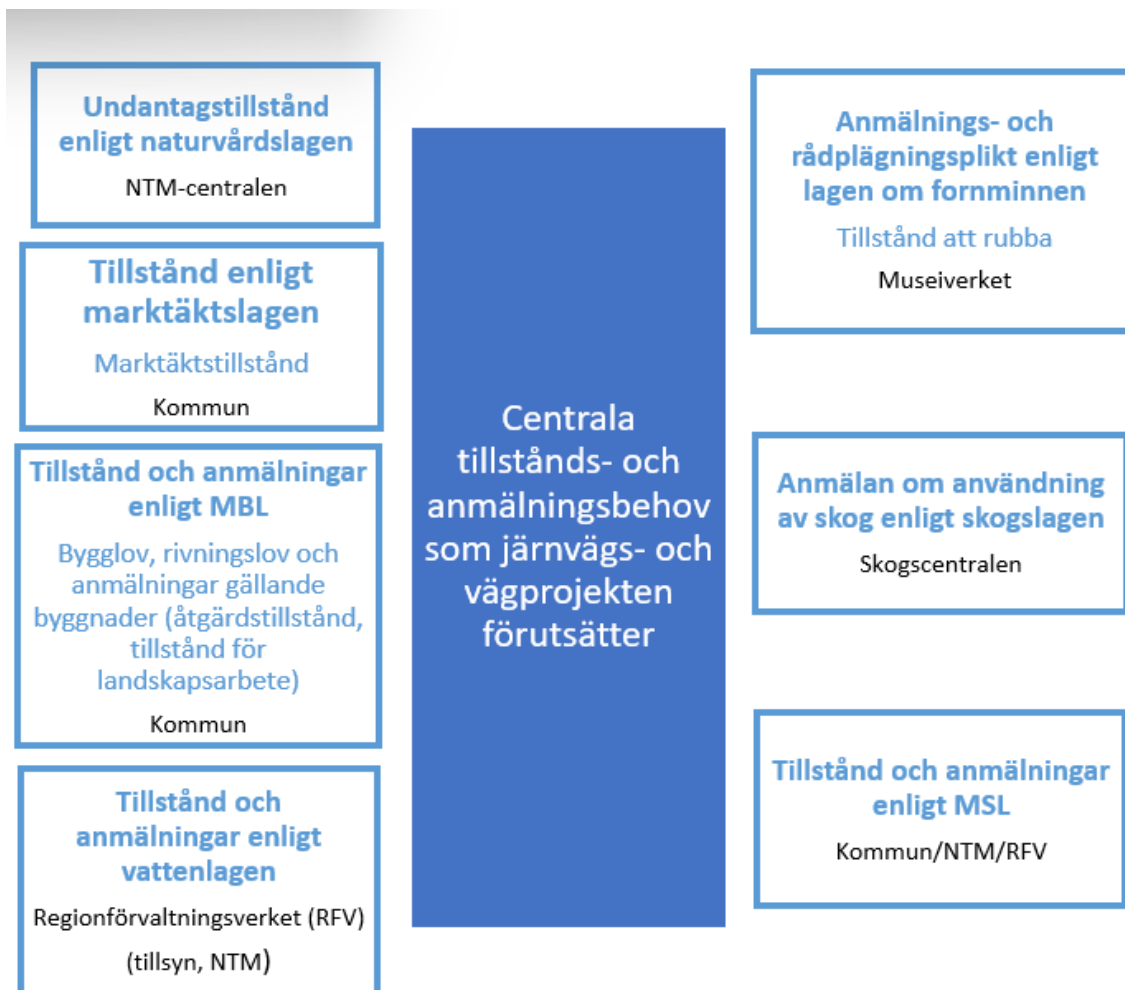 Undantagstillstånd
enligt naturvårdslagen
NTM-centralen
Tillstånd enligt
marktäktslagen
Marktäktstillstånd
Kommun
Tillstånd och anmälningar
enligt MBL
Bygglov, rivningslov och
anmälningar gällande
byggnader (åtgärdstillstånd,
tillstånd för
landskapsarbete)
Kommun
Tillstånd och
anmälningar enligt
vattenlagen
Regionförvaltningsverket (RFV)
(tillsyn, NTM)
Centrala
tillstånds- och
anmälningsbehov
som järnvägs- och
vägprojekten
förutsätter
Anmälnings- och
rådplägningsplikt enligt
lagen om fornminnen
Tillstånd att rubba
Museiverket
Anmälan om användning
av skog enligt skogslagen
Skogscentralen
Tillstånd och anmälningar
enligt MSL
Kommun/NTM/RFV